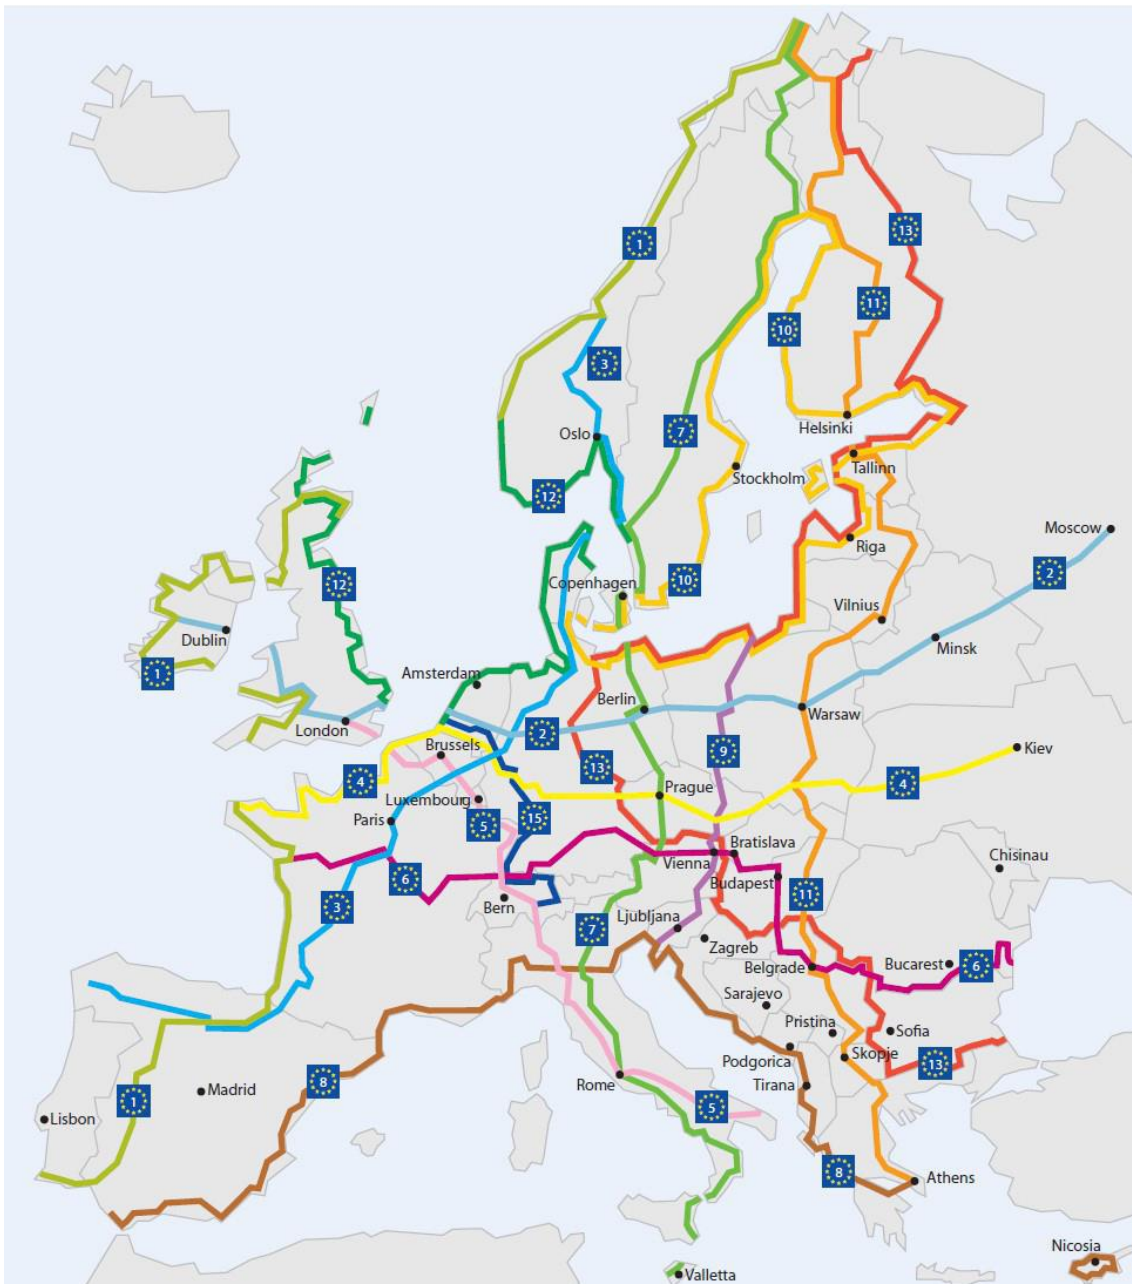 13
1
11
10
3
Helsinki
7
Oslo
Tallinn
Stockholm
12
Moscow
Riga
2
Copenhagen
10
12
Vilnius
Dublin
Minsk
1
Amsterdam
Berlin
Warsaw
London
2
Brussels
9
Kiev
13
4
4
Prague
Luxembourg
Paris
15
5
Bratislava
Chisinau
Vienna
6
Budapest
11
Bern
3
Ljubljana
7
Zagreb
Bucarest
6
Belgrade
Sarajevo
Pristina
Sofia
Podgorica
Skopje
13
8
Rome
Tirana
Madrid
1
5
Lisbon
8
Athens
Nicosia
Valletta